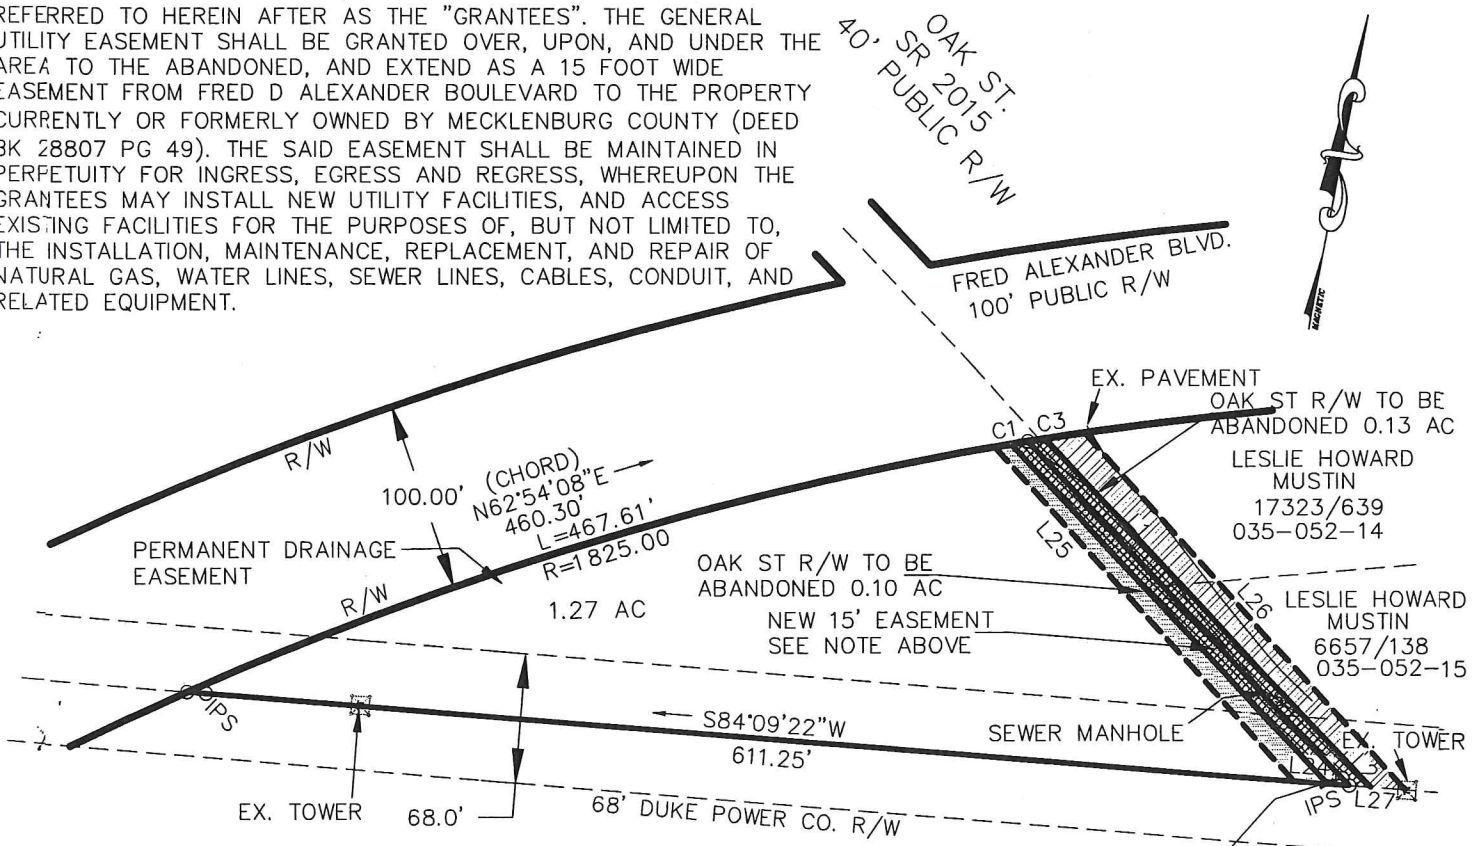 REFERRED TO HEREIN AFTER AS THE "GRANTEES". THE GENERAL
UTILITY EASEMENT SHALL BE GRANTED OVER, UPON, AND UNDER THE
AREA TO THE ABANDONED, AND EXTEND AS A 15 FOOT WIDE
EASEMENT FROM FRED D ALEXANDER BOULEVARD TO THE PROPERTY
CURRENTLY OR FORMERLY OWNED BY MECKLENBURG COUNTY (DEED
BK 28807 PG 49). THE SAID EASEMENT SHALL BE MAINTAINED IN
PERPETUITY FOR INGRESS, EGRESS AND REGRESS, WHEREUPON THE
GRANTEES MAY INSTALL NEW UTILITY FACILITIES, AND ACCESS
EXISTING FACILITIES FOR THE PURPOSES OF, BUT NOT LIMITED TO,
THE INSTALLATION, MAINTENANCE, REPLACEMENT, AND REPAIR OF
NATURAL GAS, WATER LINES, SEWER LINES, CABLES, CONDUIT, AND
RELATED EQUIPMENT.
OAK ST.
SR 2015
40' PUBLIC R/W
MAGNETIC
FRED ALEXANDER BLVD.
100' PUBLIC R/W
EX. PAVEMENT
OAK ST R/W TO BE
ABANDONED 0.13 AC
C1
C3
LESLIE HOWARD
MUSTIN
17323/639
035-052-14
R/W
100.00'
(CHORD)
N62°54'08"E
460.30'
L=467.61'
R=1825.00
PERMANENT DRAINAGE
EASEMENT
R/W
1.27 AC
L25
OAK ST R/W TO BE
ABANDONED 0.10 AC
NEW 15' EASEMENT
SEE NOTE ABOVE
L26
LESLIE HOWARD
MUSTIN
6657/138
035-052-15
IPS
S84°09'22"W
611.25'
SEWER MANHOLE
EX. TOWER
L24
IPS
L27
EX. TOWER
68.0'
68' DUKE POWER CO. R/W